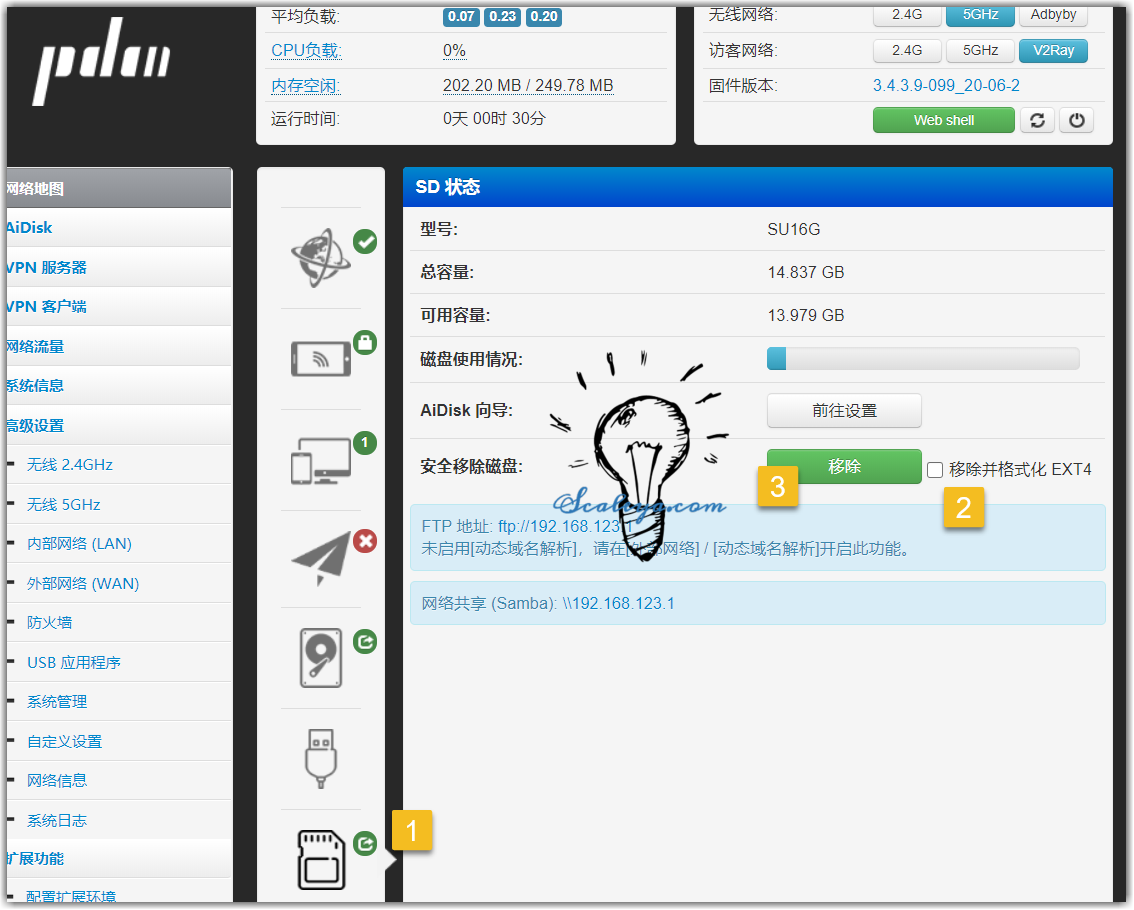 pdcn
平均负载: 0.07 0.23 0.20
CPU负载: 0%
内存空闲: 202.20 MB / 249.78 MB
运行时间: 0天 00时 30分
无线网络: 2.4G 5GHz Adbyby
访客网络: 2.4G 5GHz V2Ray
固件版本: 3.4.3.9-099_20-06-2
Web shell
网络地图
AiDisk
VPN 服务器
VPN 客户端
网络流量
系统信息
高级设置
无线 2.4GHz
无线 5GHz
内部网络 (LAN)
外部网络 (WAN)
防火墙
USB 应用程序
系统管理
自定义设置
网络信息
系统日志
扩展功能
配置扩展环境
1
1
SD 状态
型号: SU16G
总容量: 14.837 GB
可用容量: 13.979 GB
磁盘使用情况:
AiDisk 向导: 前往设置
安全移除磁盘: 移除 移除并格式化 EXT4
3
2
FTP 地址: ftp://192.168.123.1
未启用[动态域名解析]，请在[外部网络] / [动态域名解析]开启此功能。
网络共享 (Samba): \\192.168.123.1